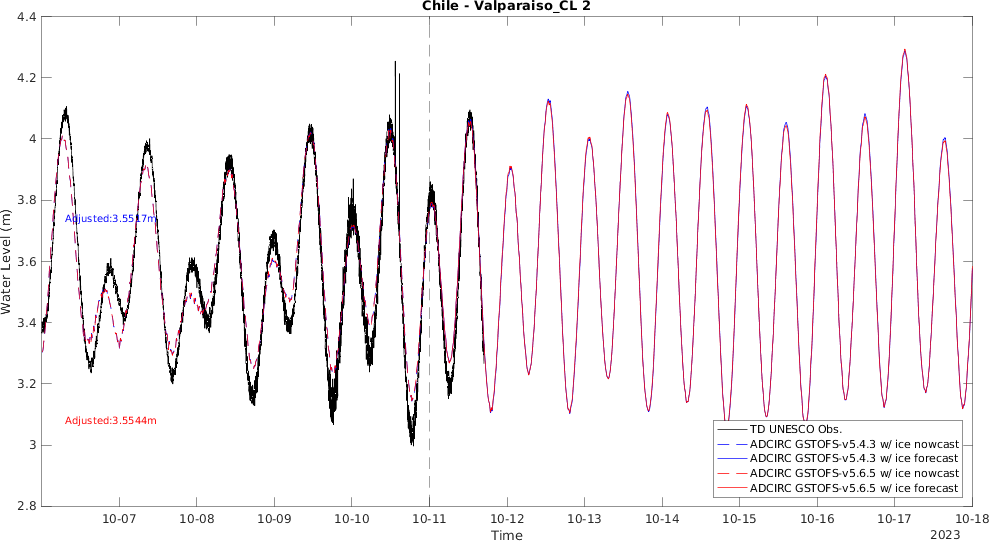 Chile - Valparaiso_CL 2
4.4
4.2
4
3.8
3.6
3.4
3.2
3
2.8
Water Level (m)
Adjusted:3.5517m
Adjusted:3.5544m
TD UNESCO Obs.
ADCIRC GSTOFS-v5.4.3 w/ ice nowcast
ADCIRC GSTOFS-v5.4.3 w/ ice forecast
ADCIRC GSTOFS-v5.6.5 w/ ice nowcast
ADCIRC GSTOFS-v5.6.5 w/ ice forecast
10-07 10-08 10-09 10-10 10-11 10-12 10-13 10-14 10-15 10-16 10-17 10-18
Time
2023